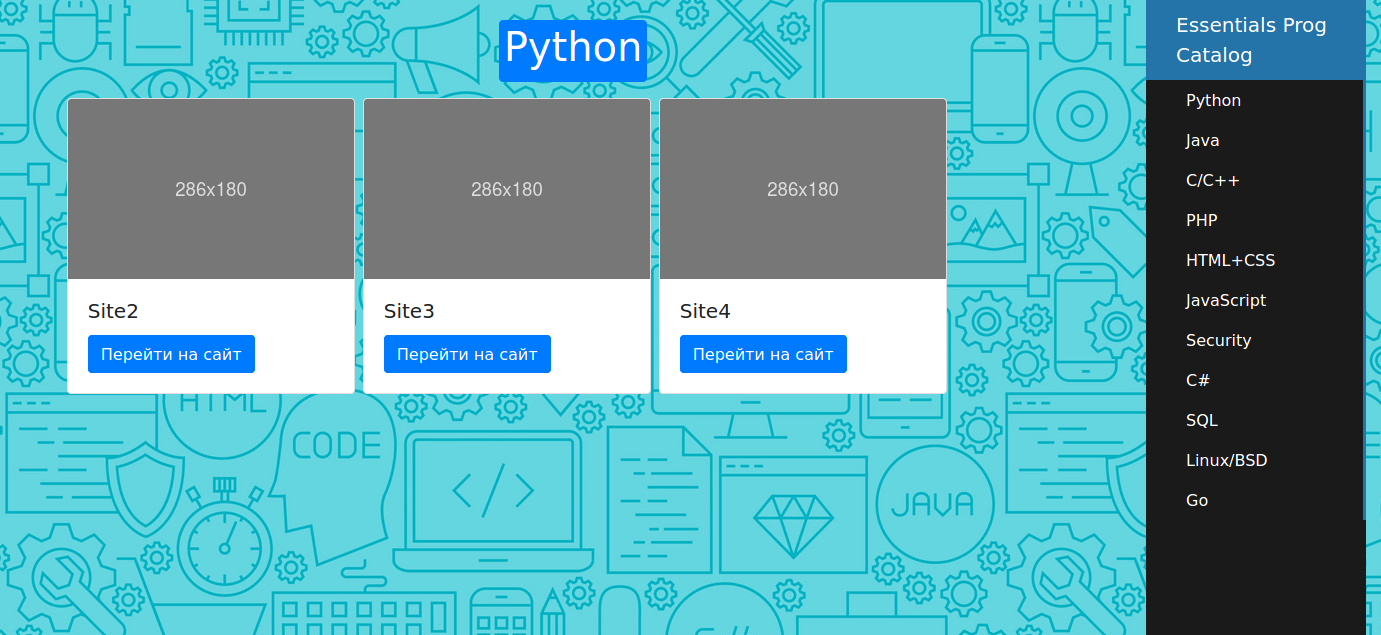 Python
286x180
286x180
286x180
Site2
Site3
Site4
Перейти на сайт
Перейти на сайт
Перейти на сайт
HTML
CODE
</>
JAVA
C#
Essentials Prog
Catalog
Python
Java
C/C++
PHP
HTML+CSS
JavaScript
Security
C#
SQL
Linux/BSD
Go